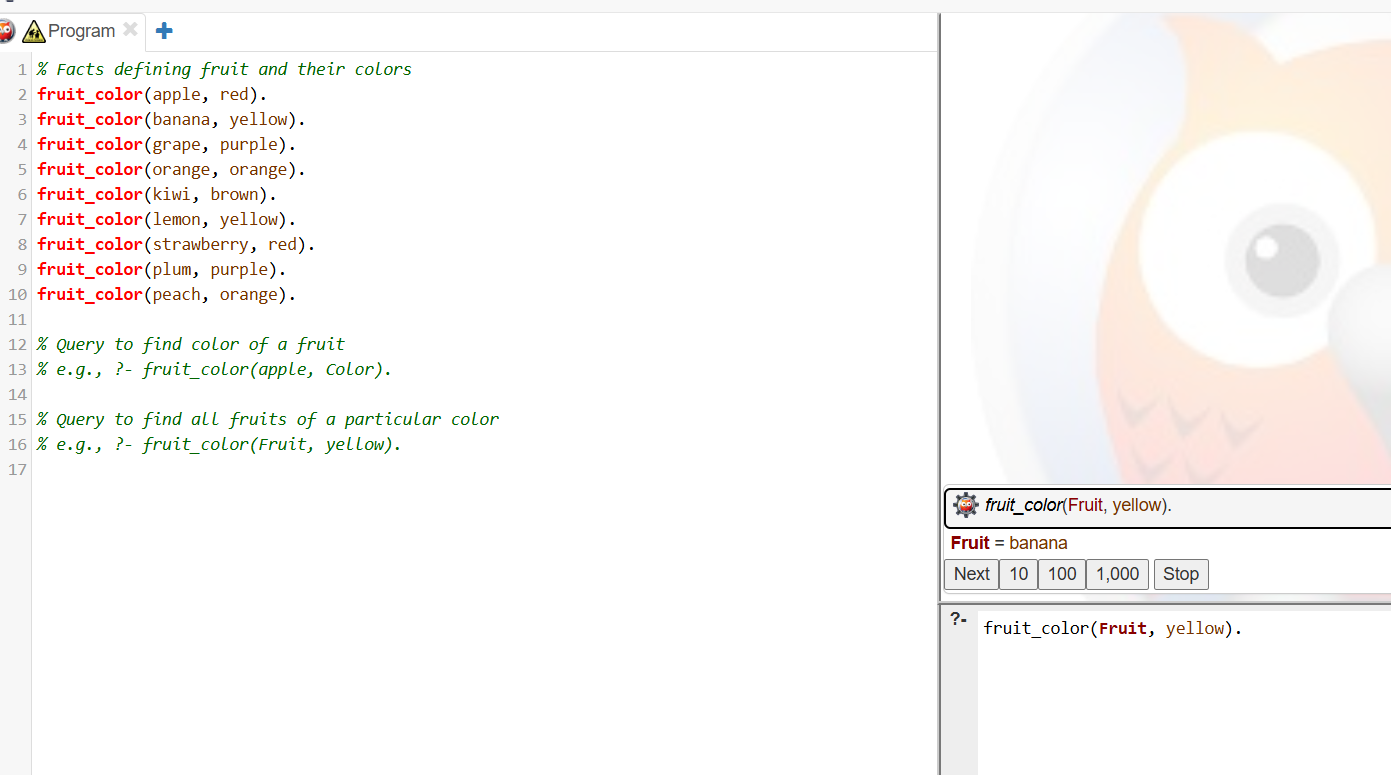 Program
1 % Facts defining fruit and their colors
2 fruit_color(apple, red).
3 fruit_color(banana, yellow).
4 fruit_color(grape, purple).
5 fruit_color(orange, orange).
6 fruit_color(kiwi, brown).
7 fruit_color(lemon, yellow).
8 fruit_color(strawberry, red).
9 fruit_color(plum, purple).
10 fruit_color(peach, orange).
11
12 % Query to find color of a fruit
13 % e.g., ?- fruit_color(apple, Color).
14
15 % Query to find all fruits of a particular color
16 % e.g., ?- fruit_color(Fruit, yellow).
17
fruit_color(Fruit, yellow).
Fruit = banana
Next 10 100 1,000 Stop
?- fruit_color(Fruit, yellow).